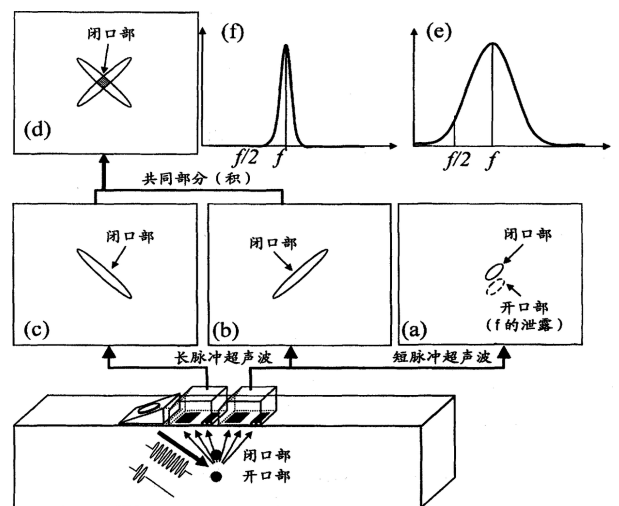 闭口部
(d)
(f)
f/2
f
(e)
f/2
f
共同部分（积）
闭口部
(c)
闭口部
(b)
闭口部
开口部
(f的泄露)
(a)
长脉冲超声波
短脉冲超声波
闭口部
开口部